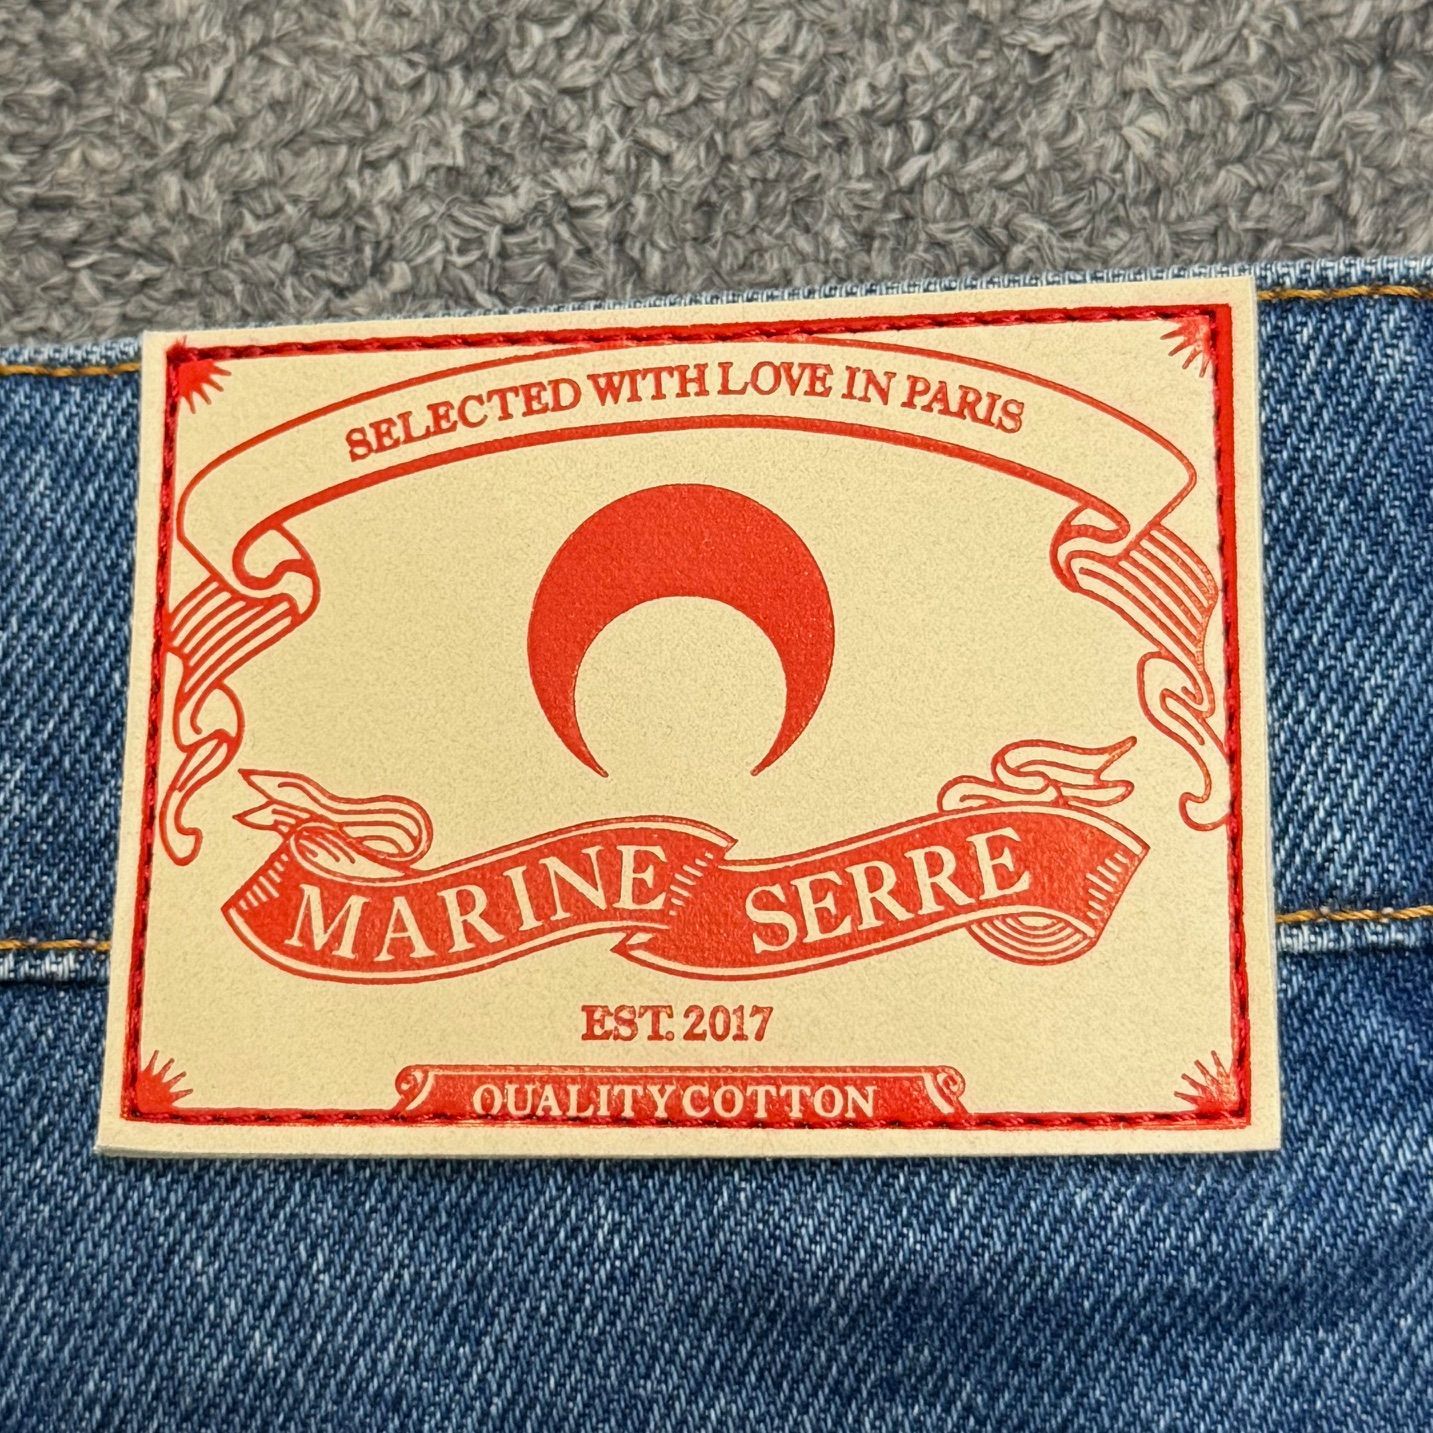 SELECTED WITH LOVE IN PARIS
MARINE SERRE
EST. 2017
QUALITY COTTON